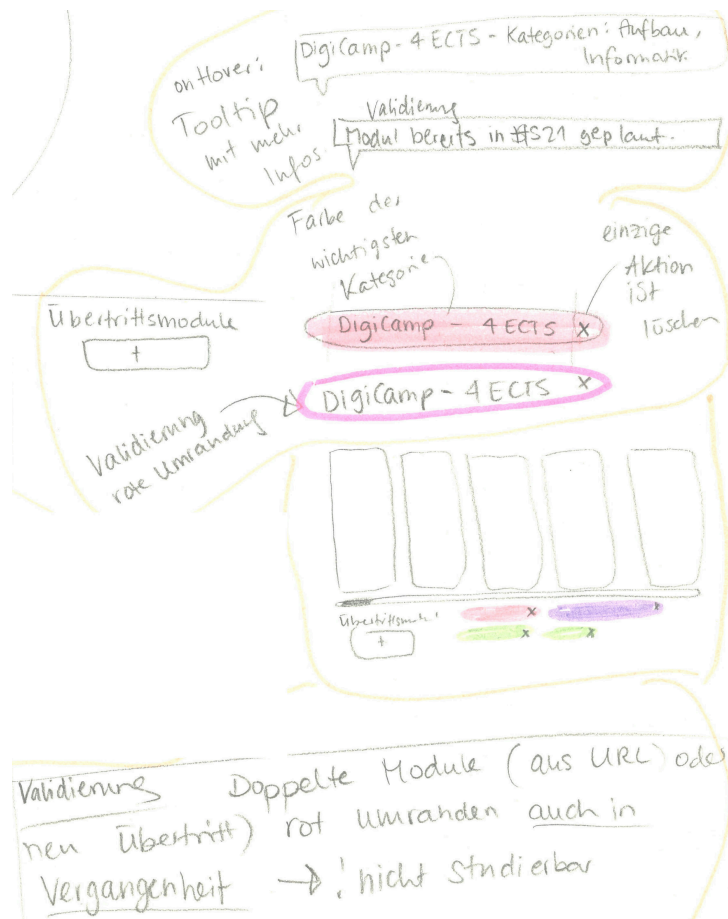 DigiCamp - 4 ECTS - Kategorien: Aufbau,
Informatik
onHover:
Tooltip
mit mehr
Infos.
Validierung
Modul bereits in HS21 geplant.
Farbe der
wichtigsten
Kategorie
einzige
Aktion
ist
löschen
Übertrittsmodule
+
DigiCamp - 4 ECTS x
DigiCamp - 4 ECTS x
Validierung
rote Umrandung
x x
Übertrittsmodul
+
x x
Validierung Doppelte Module (aus URL) oder
neu Übertritt) rot umranden auch in
Vergangenheit → ! nicht studierbar